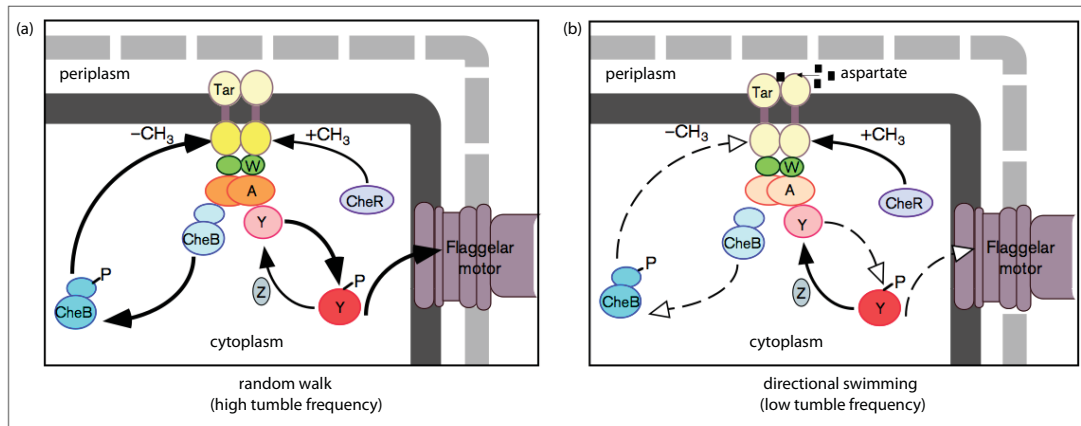 (a)
periplasm
Tar
–CH3
+CH3
W
A
CheR
Y
CheB
Flaggelar
motor
P
CheB
Z
P
Y
cytoplasm
random walk
(high tumble frequency)
(b)
periplasm
aspartate
Tar
–CH3
+CH3
W
A
CheR
Y
CheB
Flaggelar
motor
P
CheB
Z
P
Y
cytoplasm
directional swimming
(low tumble frequency)